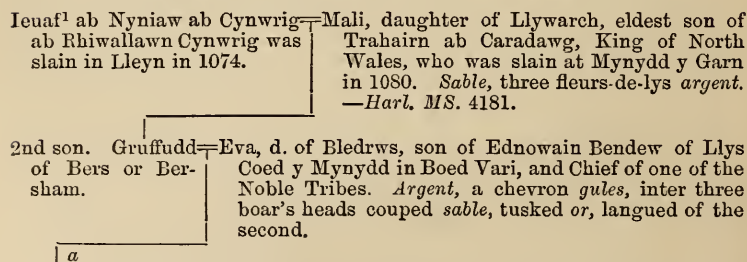 Ieuaf¹ ab Nyniaw ab Cynwrig=Mali, daughter of Llywarch, eldest son of
ab Rhiwallawn Cynwrig was Trahairn ab Caradawg, King of North
slain in Lleyn in 1074. Wales, who was slain at Mynydd y Garn
in 1080. Sable, three fleurs-de-lys argent.
—Harl. MS. 4181.
2nd son. Gruffudd=Eva, d. of Bledrws, son of Ednowain Bendew of Llys
of Bers or Ber- Coed y Mynydd in Boed Vari, and Chief of one of the
sham. Noble Tribes. Argent, a chevron gules, inter three
boar's heads couped sable, tusked or, langued of the
second.
a